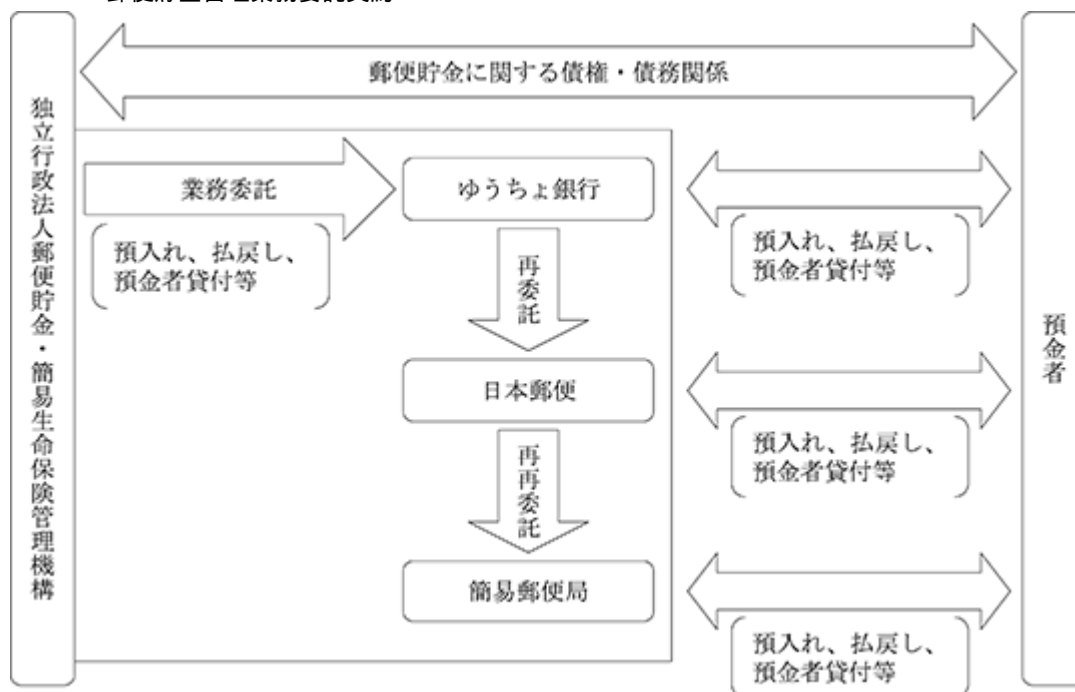 郵便貯金に関する債権・債務関係
独立行政法人郵便貯金・簡易生命保険管理機構
業務委託
預入れ、払戻し、
預金者貸付等
ゆうちょ銀行
再委託
日本郵便
再再委託
簡易郵便局
預入れ、払戻し、
預金者貸付等
預入れ、払戻し、
預金者貸付等
預入れ、払戻し、
預金者貸付等
預金者